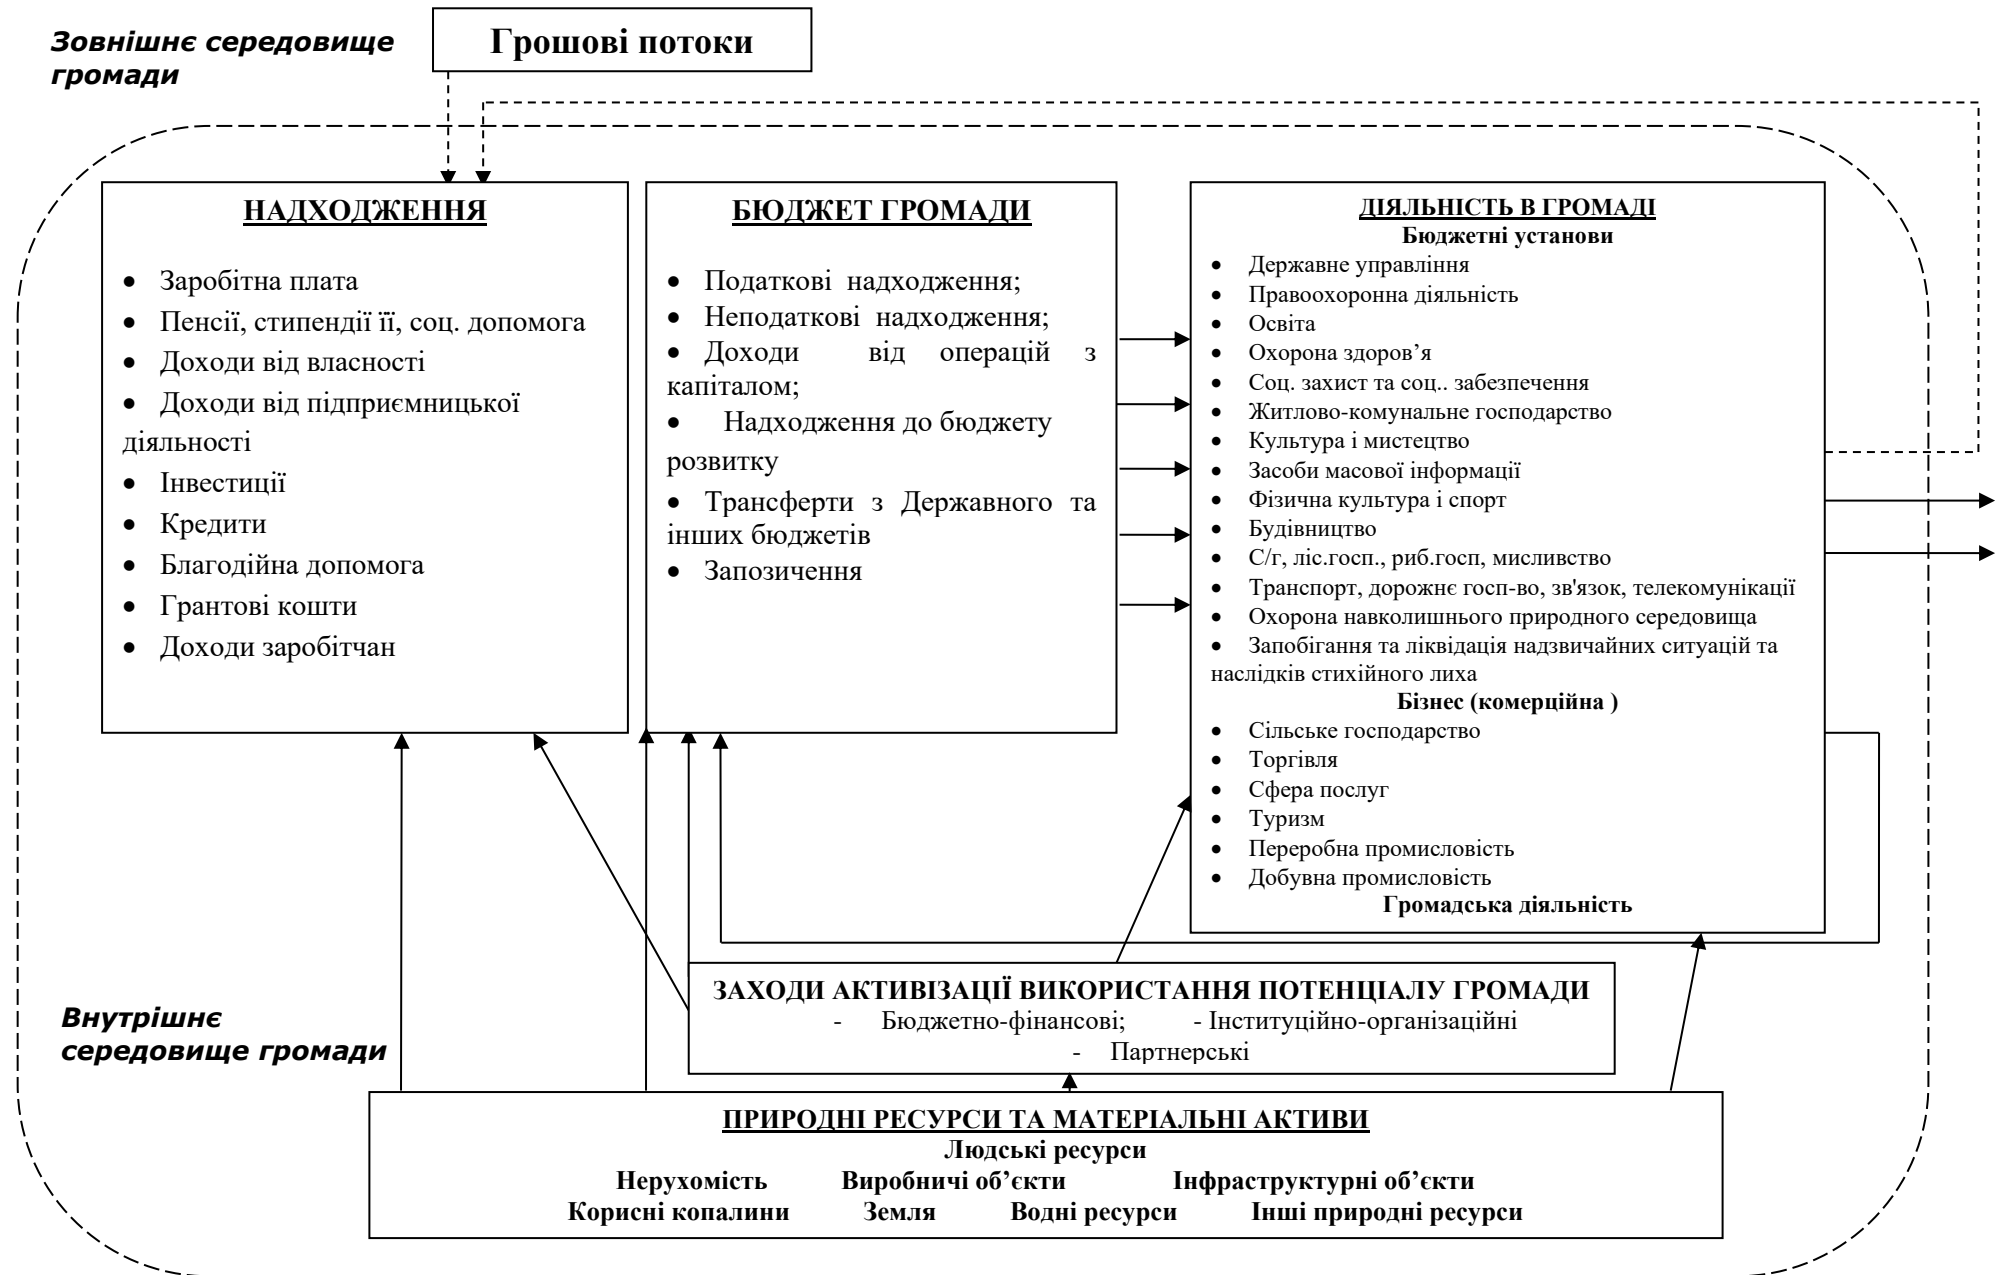 Зовнішнє середовище
громади
Грошові потоки
НАДХОДЖЕННЯ
• Заробітна плата
• Пенсії, стипендії її, соц. допомога
• Доходи від власності
• Доходи від підприємницької
діяльності
• Інвестиції
• Кредити
• Благодійна допомога
• Грантові кошти
• Доходи заробітчан
БЮДЖЕТ ГРОМАДИ
• Податкові надходження;
• Неподаткові надходження;
• Доходи від операцій з
капіталом;
• Надходження до бюджету
розвитку
• Трансферти з Державного та
інших бюджетів
• Запозичення
ДІЯЛЬНІСТЬ В ГРОМАДІ
Бюджетні установи
• Державне управління
• Правоохоронна діяльність
• Освіта
• Охорона здоров’я
• Соц. захист та соц.. забезпечення
• Житлово-комунальне господарство
• Культура і мистецтво
• Засоби масової інформації
• Фізична культура і спорт
• Будівництво
• С/г, ліс.госп., риб.госп, мисливство
• Транспорт, дорожнє госп-во, зв'язок, телекомунікації
• Охорона навколишнього природного середовища
• Запобігання та ліквідація надзвичайних ситуацій та
наслідків стихійного лиха
Бізнес (комерційна )
• Сільське господарство
• Торгівля
• Сфера послуг
• Туризм
• Переробна промисловість
• Добувна промисловість
Громадська діяльність
ЗАХОДИ АКТИВІЗАЦІЇ ВИКОРИСТАННЯ ПОТЕНЦІАЛУ ГРОМАДИ
- Бюджетно-фінансові; - Інституційно-організаційні
- Партнерські
Внутрішнє
середовище громади
ПРИРОДНІ РЕСУРСИ ТА МАТЕРІАЛЬНІ АКТИВИ
Людські ресурси
Нерухомість Виробничі об’єкти Інфраструктурні об’єкти
Корисні копалини Земля Водні ресурси Інші природні ресурси